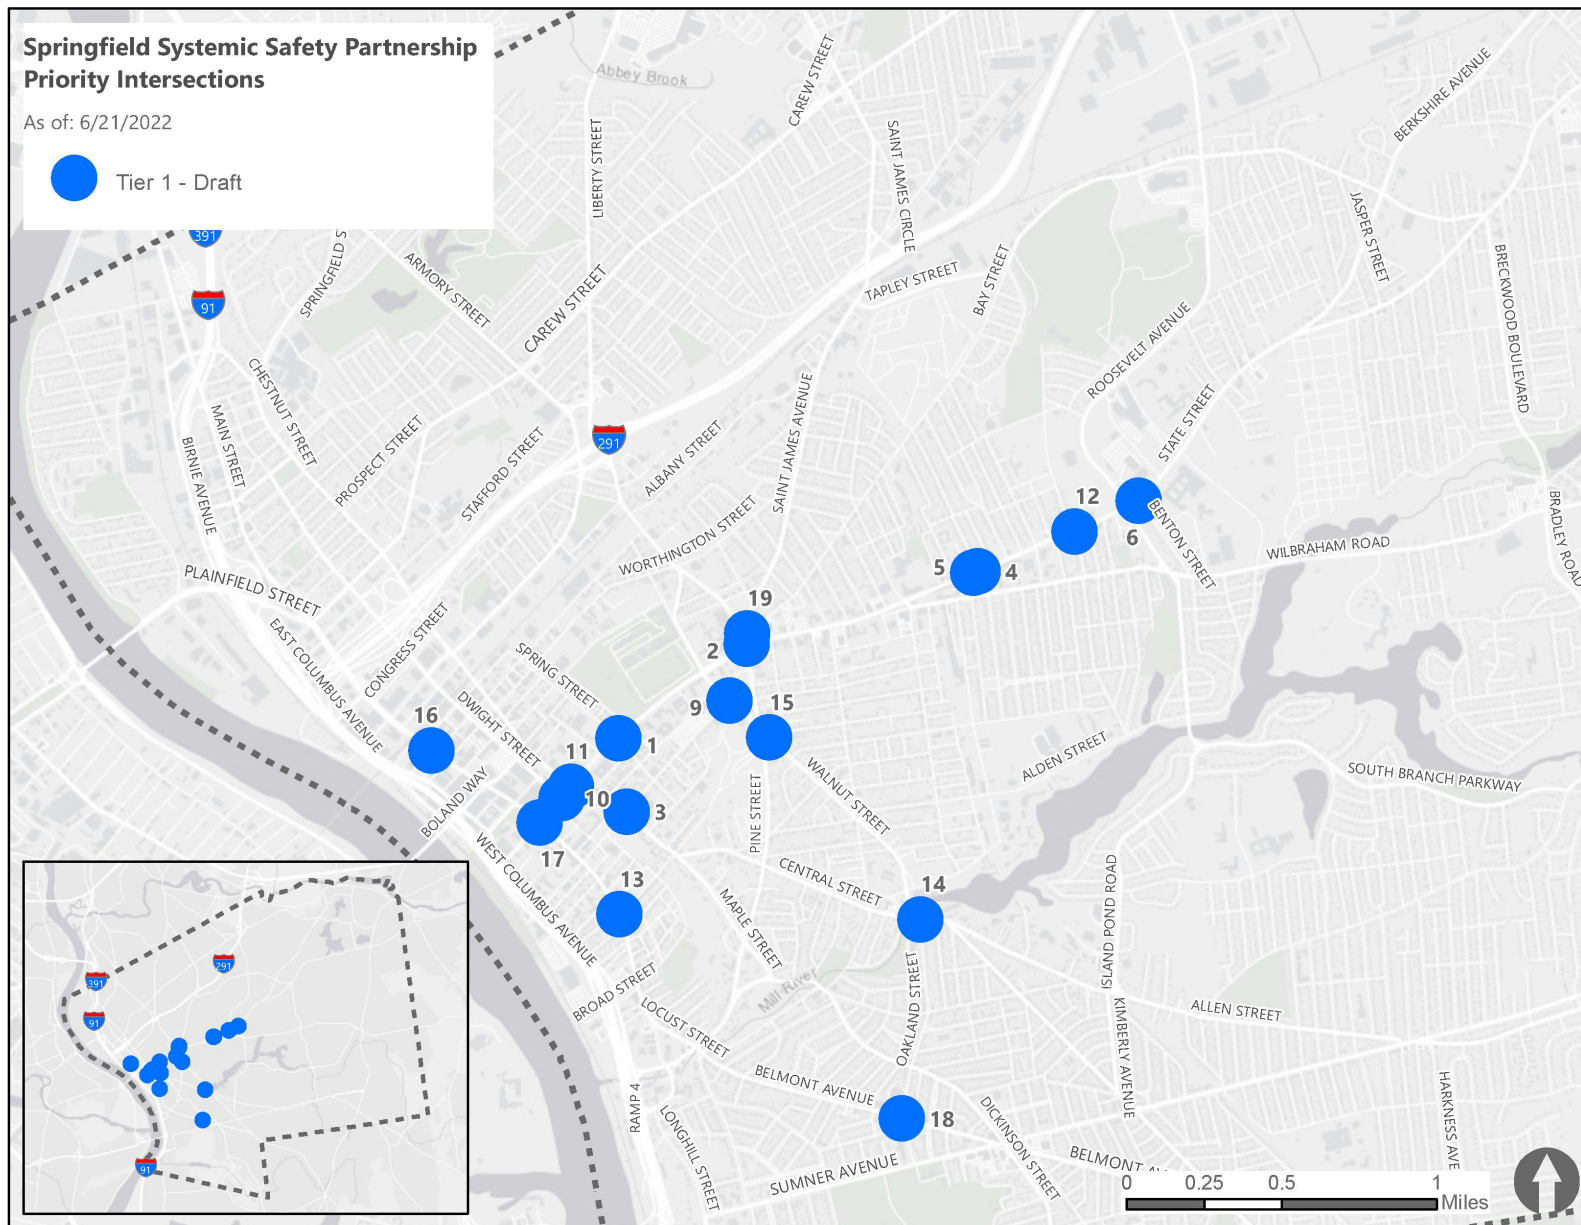 Springfield Systemic Safety Partnership
Priority Intersections
As of: 6/21/2022
Tier 1 - Draft
Abbey Brook
CAREW STREET
BERKSHIRE AVENUE
LIBERTY STREET
SAINT JAMES CIRCLE
JASPER STREET
391
SPRINGFIELD S
ARMORY STREET
BAY STREET
TAPLEY STREET
BRECKWOOD BOULEVARD
91
CAREW STREET
ROOSEVELT AVENUE
CHESTNUT STREET
MAIN STREET
BIRNIE AVENUE
PROSPECT STREET
STAFFORD STREET
291
ALBANY STREET
SAINT JAMES AVENUE
STATE STREET
WORTHINGTON STREET
12
6
BENTON STREET
WILBRAHAM ROAD
BRADLEY ROAD
5
4
PLAINFIELD STREET
EAST COLUMBUS AVENUE
CONGRESS STREET
19
2
SPRING STREET
DWIGHT STREET
9
15
16
1
11
10
3
17
BOLAND WAY
WEST COLUMBUS AVENUE
PINE STREET
WALNUT STREET
ALDEN STREET
SOUTH BRANCH PARKWAY
CENTRAL STREET
13
14
MAPLE STREET
ISLAND POND ROAD
Mill River
OAKLAND STREET
BROAD STREET
LOCUST STREET
ALLEN STREET
KIMBERLY AVENUE
BELMONT AVENUE
RAMP 4
LONGHILL STREET
18
DICKINSON STREET
HARKNESS AVE
SUMNER AVENUE
BELMONT AV
291
391
91
91
0 0.25 0.5 1
Miles